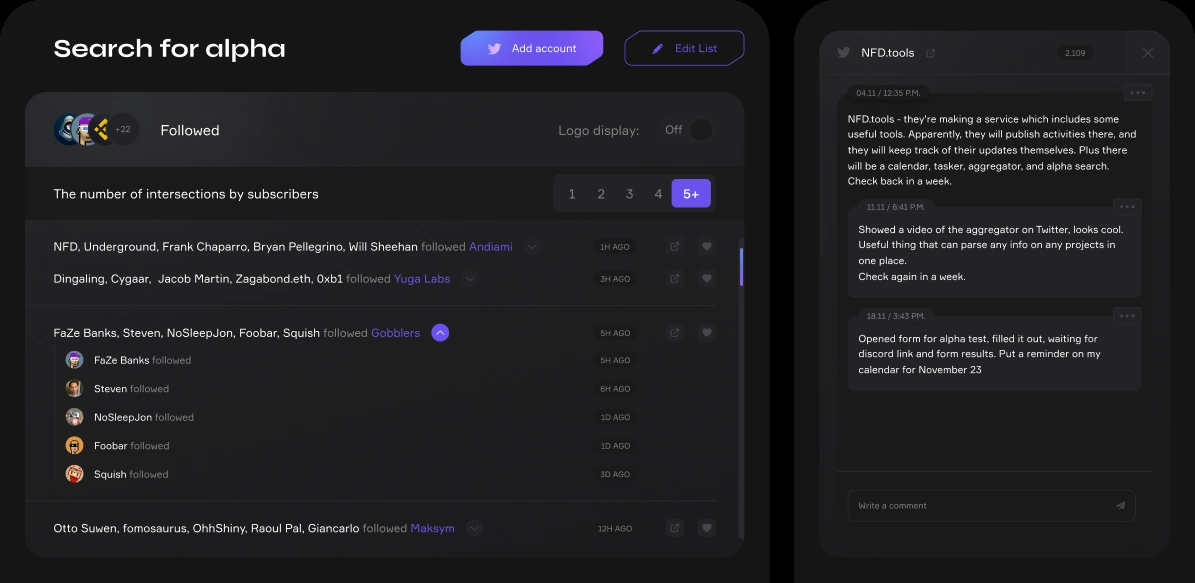 Search for alpha
Add account
Edit List
+22
Followed
Logo display:
Off
The number of intersections by subscribers
1 2 3 4 5+
NFD, Underground, Frank Chaparro, Bryan Pellegrino, Will Sheehan followed Andiami
1H AGO
Dingaling, Cygaar, Jacob Martin, Zagabond.eth, 0xb1 followed Yuga Labs
3H AGO
FaZe Banks, Steven, NoSleepJon, Foobar, Squish followed Gobblers
5H AGO
FaZe Banks followed
5H AGO
Steven followed
6H AGO
NoSleepJon followed
1D AGO
Foobar followed
1D AGO
Squish followed
3D AGO
Otto Suwen, fomosaurus, OhhShiny, Raoul Pal, Giancarlo followed Maksym
12H AGO
NFD.tools
2.109
04.11 / 12:35 P.M.
NFD.tools - they're making a service which includes some
useful tools. Apparently, they will publish activities there, and
they will keep track of their updates themselves. Plus there
will be a calendar, tasker, aggregator, and alpha search.
Check back in a week.
11.11 / 6:41 P.M.
Showed a video of the aggregator on Twitter, looks cool.
Useful thing that can parse any info on any projects in
one place.
Check again in a week.
18.11 / 3:43 P.M.
Opened form for alpha test, filled it out, waiting for
discord link and form results. Put a reminder on my
calendar for November 23
Write a comment